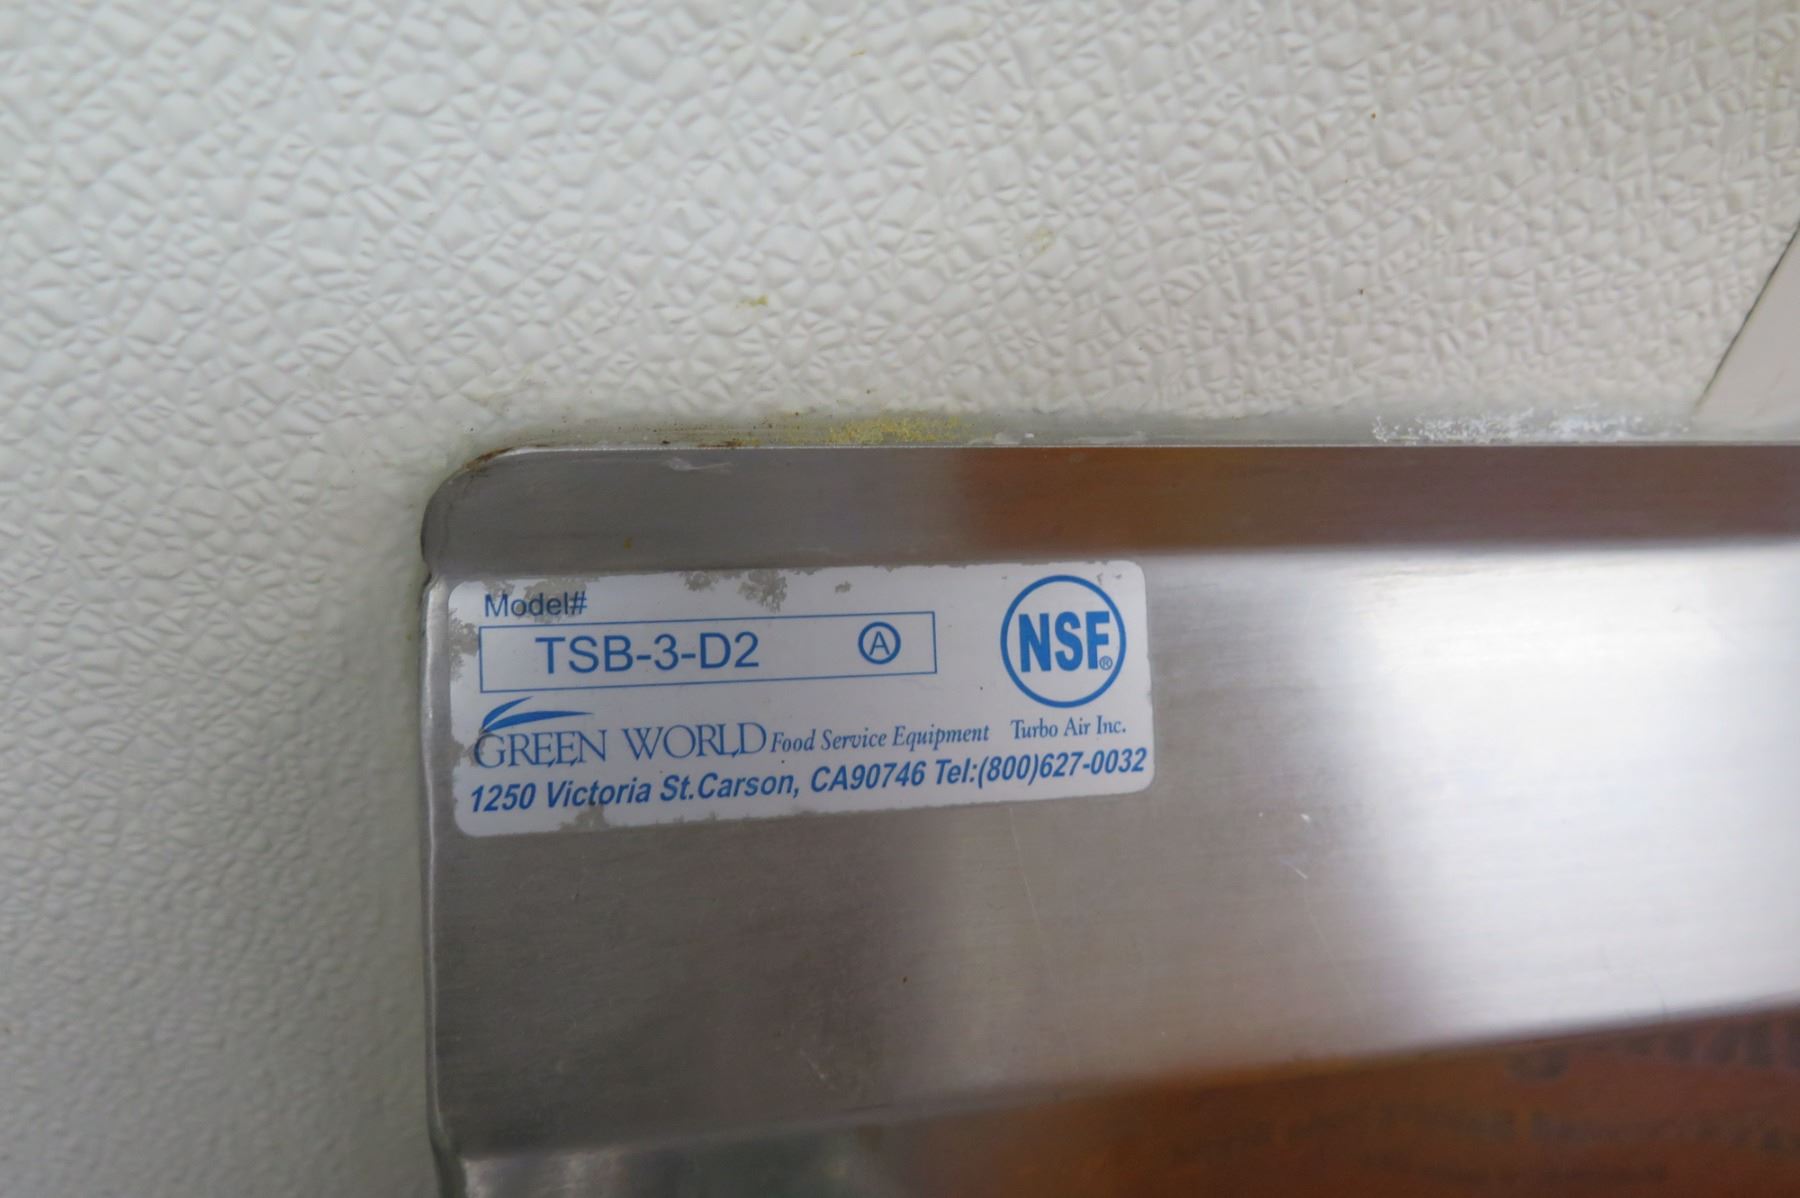 Model#
TSB-3-D2 Ⓐ
NSF®
GREEN WORLD Food Service Equipment Turbo Air Inc.
1250 Victoria St.Carson, CA90746 Tel:(800)627-0032